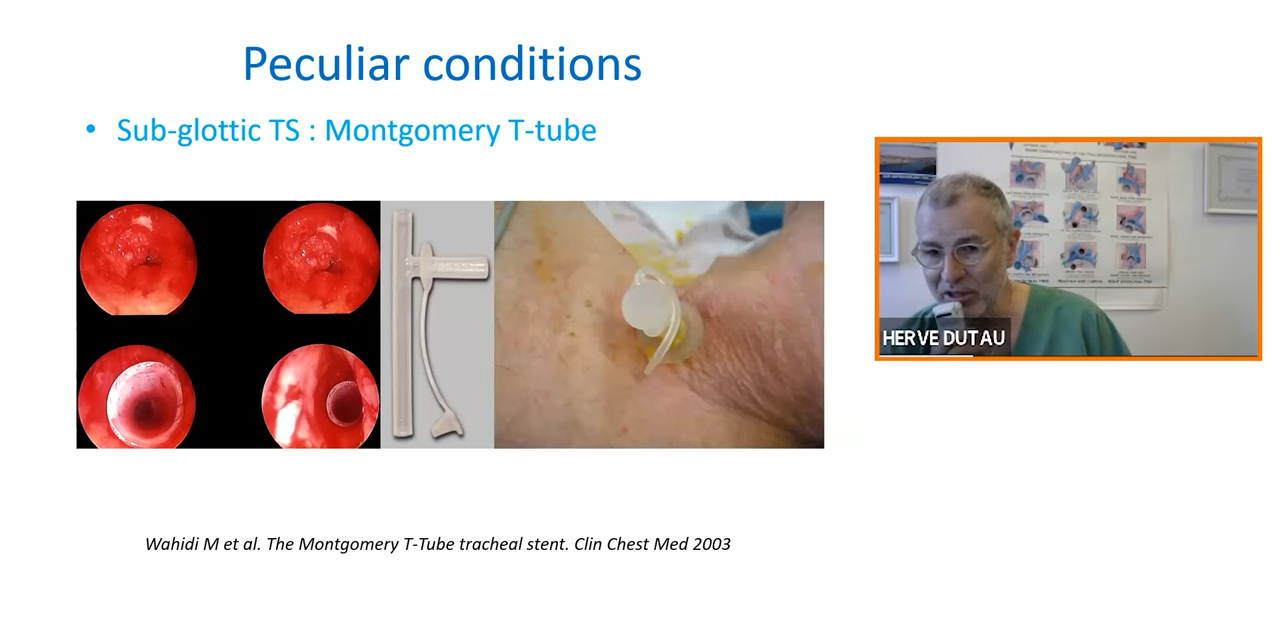 Peculiar conditions
• Sub-glottic TS : Montgomery T-tube
HERVE DUTAU
Wahidi M et al. The Montgomery T-Tube tracheal stent. Clin Chest Med 2003